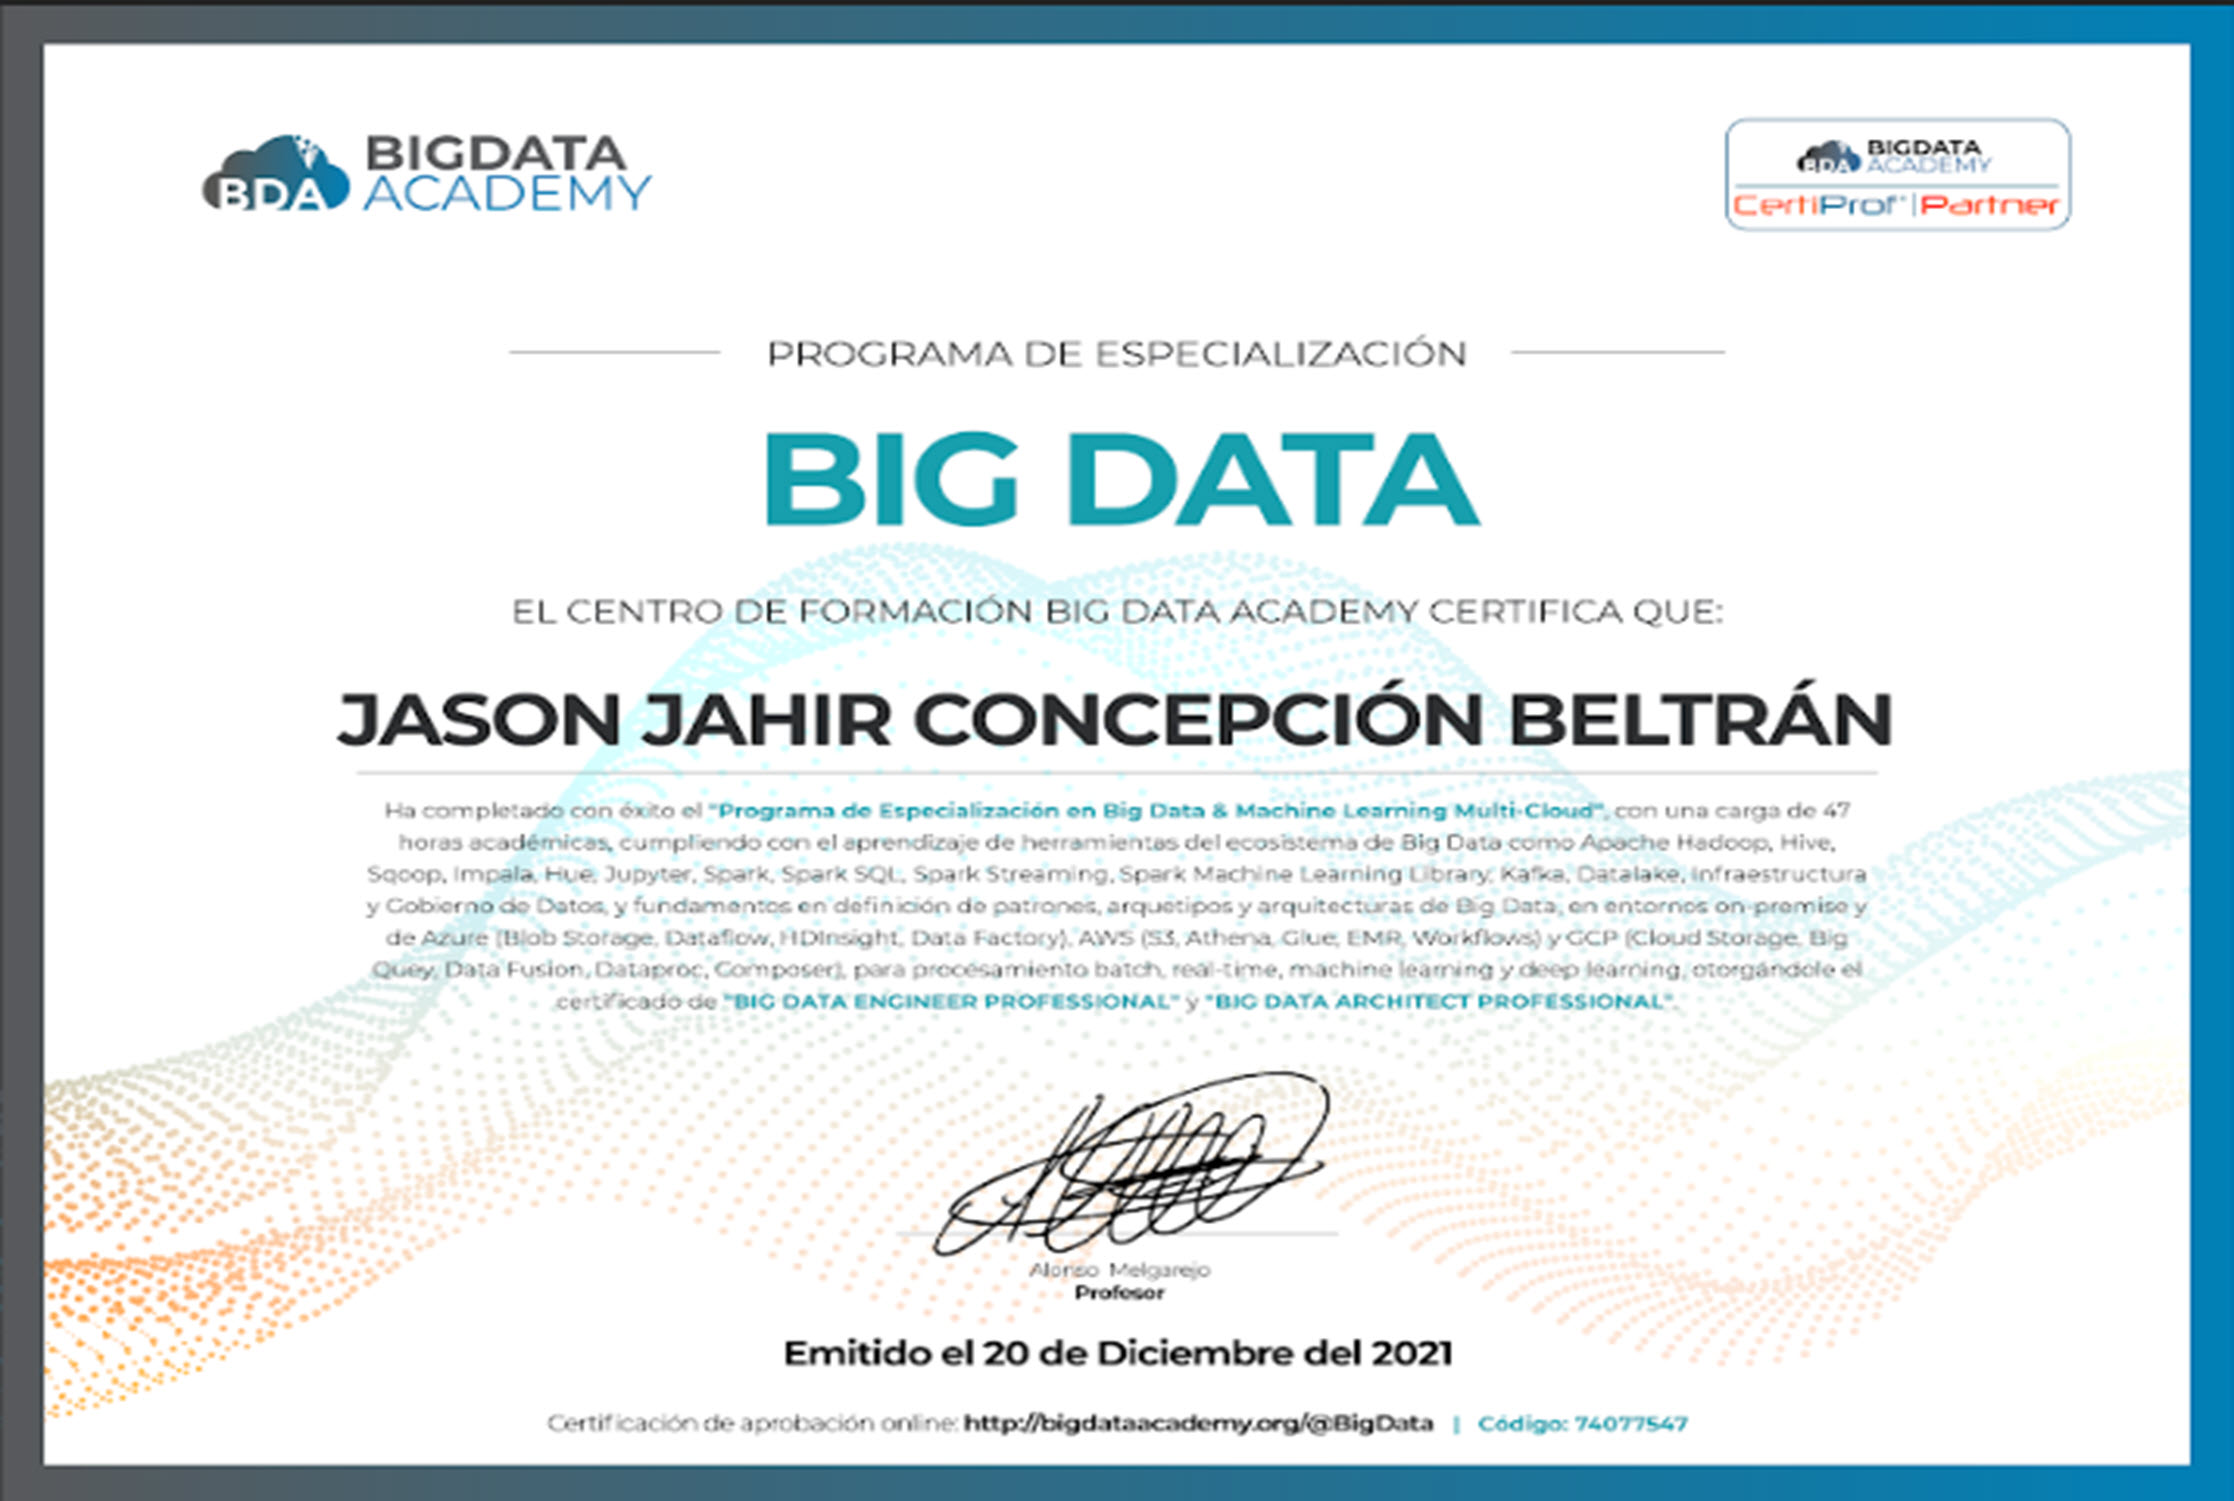 BDA BIGDATA
ACADEMY
BDA BIGDATA
ACADEMY
CertiProf® | Partner
PROGRAMA DE ESPECIALIZACIÓN
BIG DATA
EL CENTRO DE FORMACIÓN BIG DATA ACADEMY CERTIFICA QUE:
JASON JAHIR CONCEPCIÓN BELTRÁN
Ha completado con éxito el "Programa de Especialización en Big Data & Machine Learning Multi-Cloud", con una carga de 47
horas académicas, cumpliendo con el aprendizaje de herramientas del ecosistema de Big Data como Apache Hadoop, Hive,
Sqoop, Impala, Hue, Jupyter, Spark, Spark SQL, Spark Streaming, Spark Machine Learning Library, Kafka, Datalake, Infraestructura
y Gobierno de Datos, y fundamentos en definición de patrones, arquetipos y arquitecturas de Big Data, en entornos on-premise y
de Azure (Blob Storage, Dataflow, HDInsight, Data Factory), AWS (S3, Athena, Glue, EMR, Workflows) y GCP (Cloud Storage, Big
Quey, Data Fusion, Dataproc, Composer), para procesamiento batch, real-time, machine learning y deep learning, otorgándole el
certificado de "BIG DATA ENGINEER PROFESSIONAL" y "BIG DATA ARCHITECT PROFESSIONAL".
Alonso Melgarejo
Profesor
Emitido el 20 de Diciembre del 2021
Certificación de aprobación online: http://bigdataacademy.org/@BigData | Código: 74077547